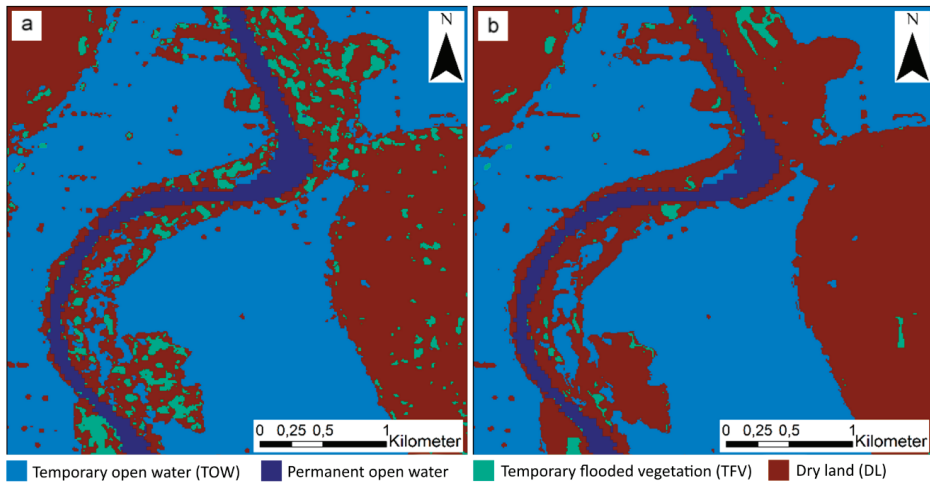 a
N
0 0,25 0,5 1
Kilometer
b
N
0 0,25 0,5 1
Kilometer
Temporary open water (TOW) Permanent open water Temporary flooded vegetation (TFV) Dry land (DL)